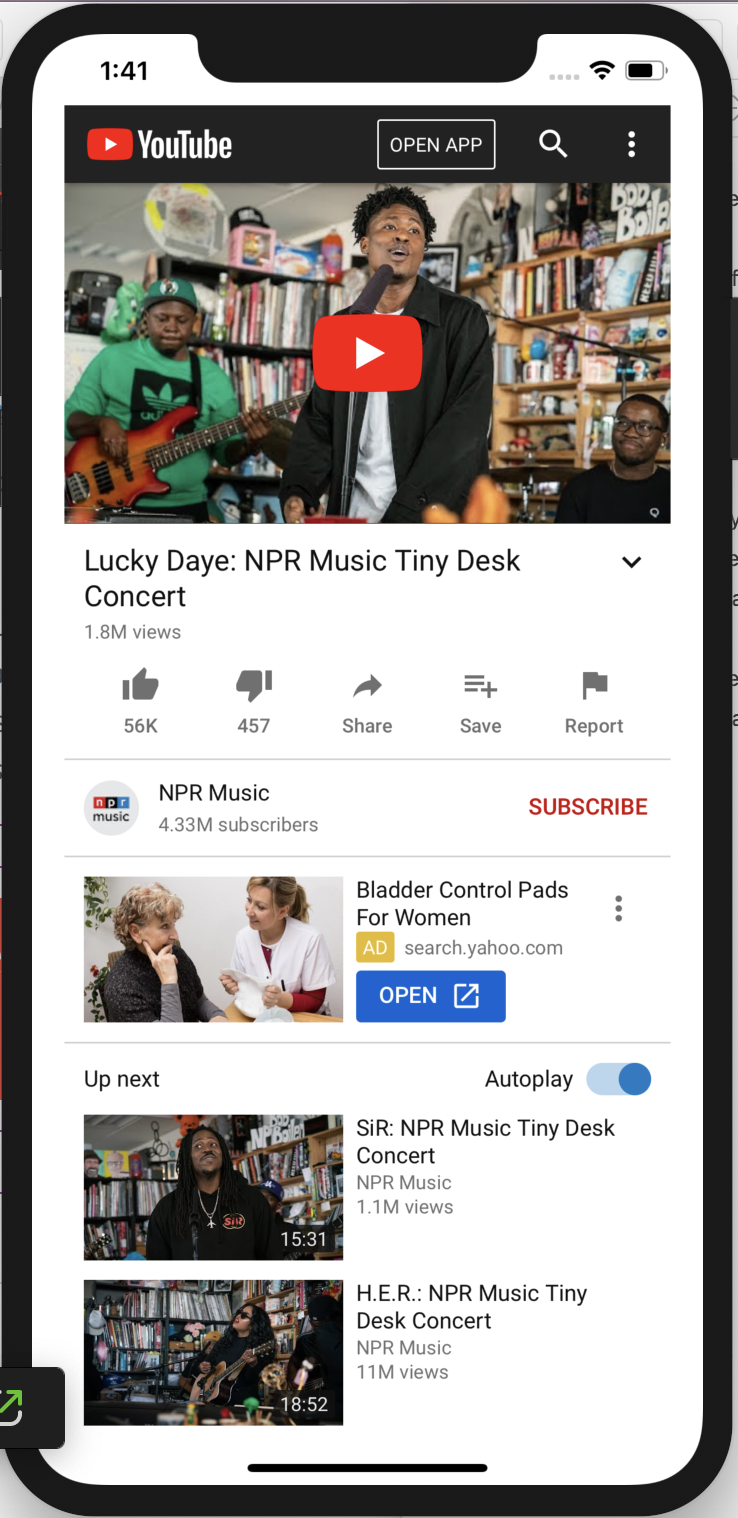 1:41
YouTube
OPEN APP
Lucky Daye: NPR Music Tiny Desk
Concert
1.8M views
56K
457
Share
Save
Report
npr
music
NPR Music
4.33M subscribers
SUBSCRIBE
Bladder Control Pads
For Women
AD search.yahoo.com
OPEN
Up next
Autoplay
SiR: NPR Music Tiny Desk
Concert
NPR Music
1.1M views
SiR
15:31
H.E.R.: NPR Music Tiny
Desk Concert
NPR Music
11M views
18:52